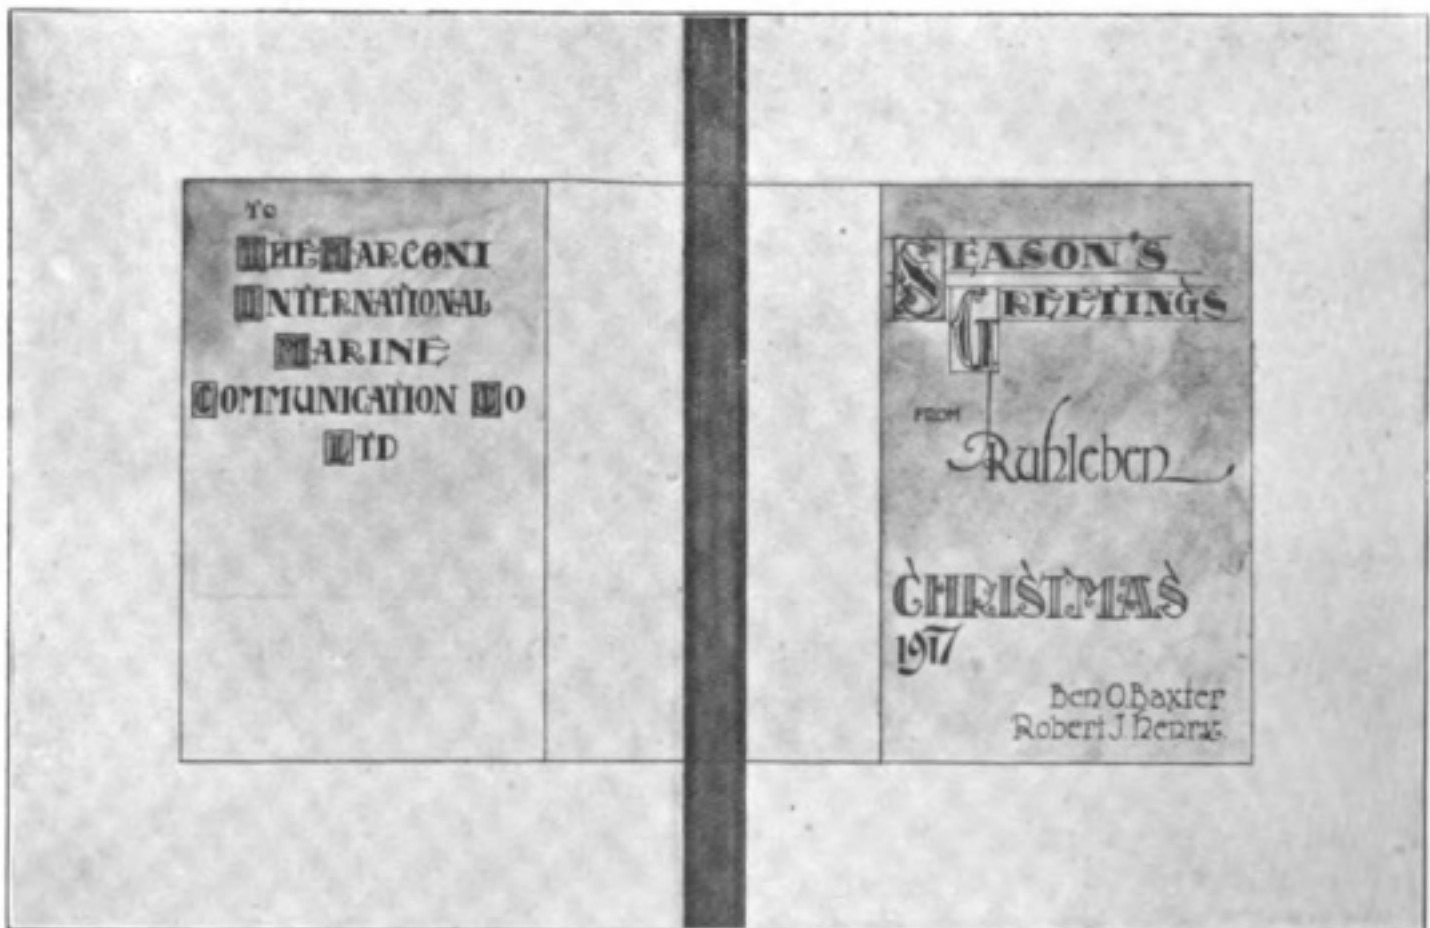 To
THE MARCONI
INTERNATIONAL
MARINE
COMMUNICATION CO
LTD
SEASON'S
GREETINGS
FROM
Ruhleben
CHRISTMAS
1917
Ben O. Baxter
Robert J. Henry.